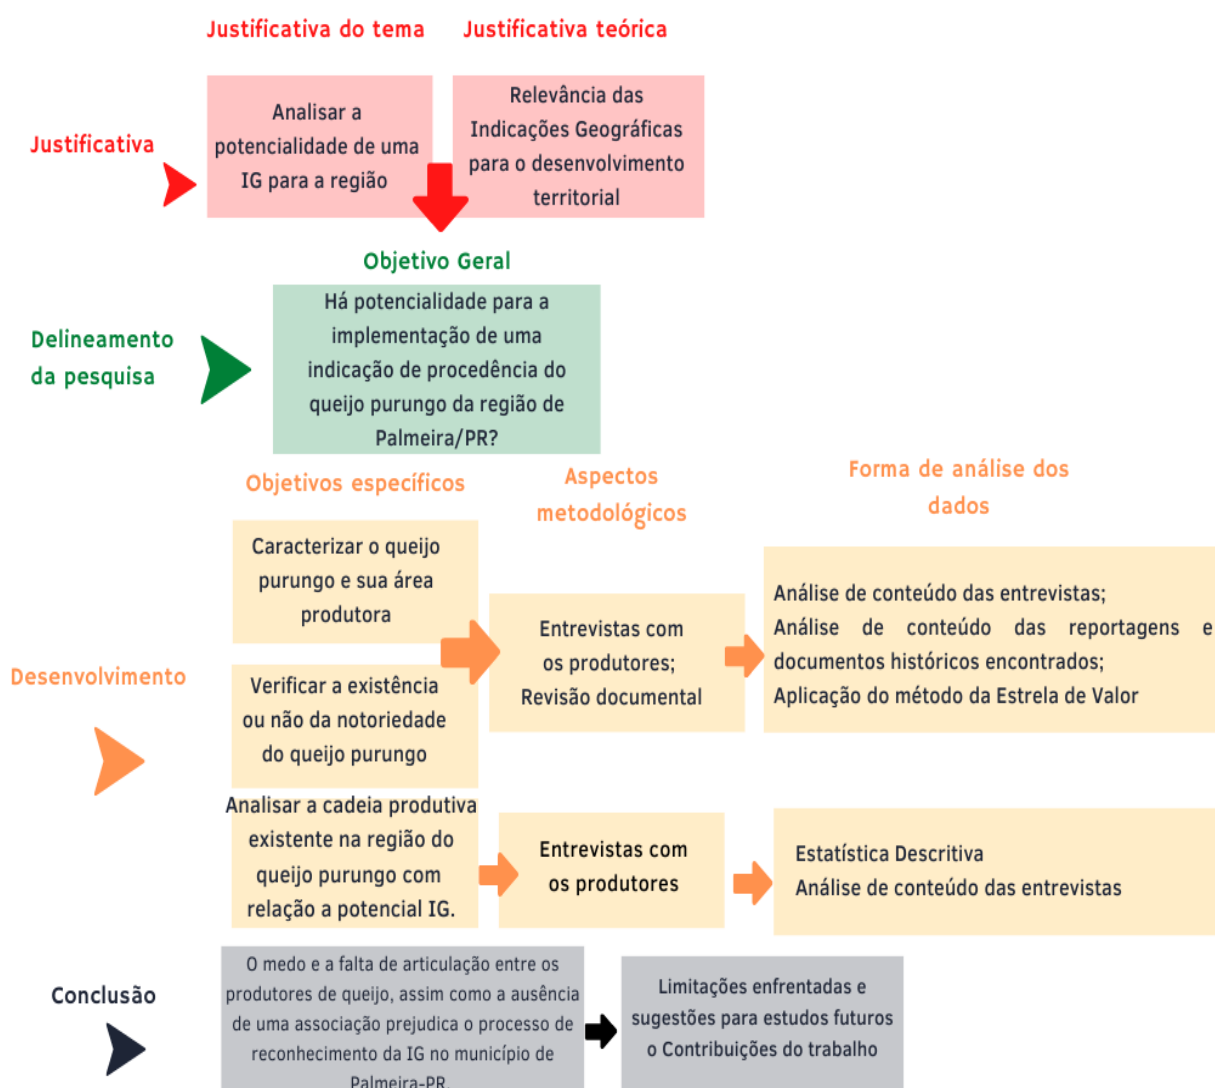 Justificativa do tema
Justificativa teórica
Justificativa
Analisar a
potencialidade de uma
IG para a região
Relevância das
Indicações Geográficas
para o desenvolvimento
territorial
Objetivo Geral
Delineamento
da pesquisa
Há potencialidade para a
implementação de uma
indicação de procedência do
queijo purungo da região de
Palmeira/PR?
Objetivos específicos
Aspectos
metodológicos
Forma de análise dos
dados
Desenvolvimento
Caracterizar o queijo
purungo e sua área
produtora
Verificar a existência
ou não da notoriedade
do queijo purungo
Entrevistas com
os produtores;
Revisão documental
Análise de conteúdo das entrevistas;
Análise de conteúdo das reportagens e
documentos históricos encontrados;
Aplicação do método da Estrela de Valor
Analisar a cadeia produtiva
existente na região do
queijo purungo com
relação a potencial IG.
Entrevistas com
os produtores
Estatística Descritiva
Análise de conteúdo das entrevistas
Conclusão
O medo e a falta de articulação entre os
produtores de queijo, assim como a ausência
de uma associação prejudica o processo de
reconhecimento da IG no município de
Palmeira-PR.
Limitações enfrentadas e
sugestões para estudos futuros
o Contribuições do trabalho